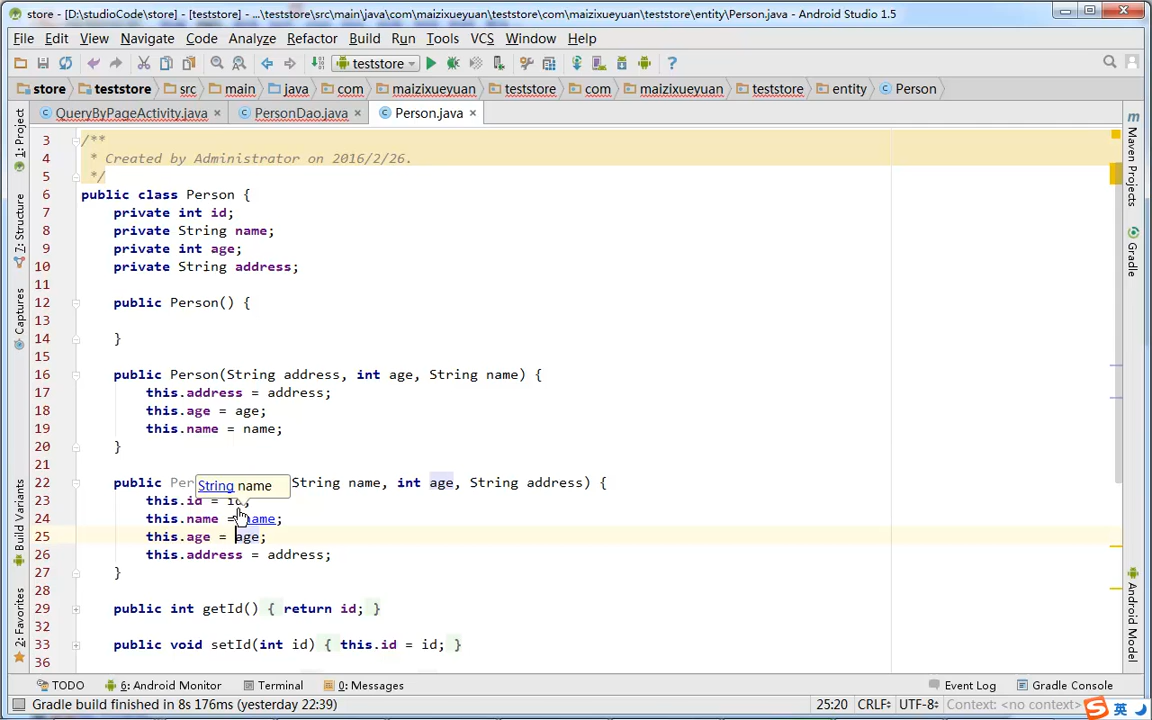 store - [D:\studioCode\store] - [teststore] - ...\teststore\src\main\java\com\maizixueyuan\teststore\com\maizixueyuan\teststore\entity\Person.java - Android Studio 1.5
File Edit View Navigate Code Analyze Refactor Build Run Tools VCS Window Help
teststore
store teststore src main java com maizixueyuan teststore com maizixueyuan teststore entity Person
QueryByPageActivity.java PersonDao.java Person.java
3 /**
4 * Created by Administrator on 2016/2/26.
5 */
6 public class Person {
7 private int id;
8 private String name;
9 private int age;
10 private String address;
11
12 public Person() {
13
14 }
15
16 public Person(String address, int age, String name) {
17 this.address = address;
18 this.age = age;
19 this.name = name;
20 }
21
22 public Per String name, int age, String address) {
String name
23 this.id = id;
24 this.name = name;
25 this.age = age;
26 this.address = address;
27 }
28
29 public int getId() { return id; }
33 public void setId(int id) { this.id = id; }
36
1: Project
7: Structure
Captures
Build Variants
2: Favorites
m
Maven Projects
Gradle
Android Model
TODO 6: Android Monitor Terminal 0: Messages Event Log Gradle Console
Gradle build finished in 8s 176ms (yesterday 22:39) 25:20 CRLF UTF-8 Context: <no context>
S 英